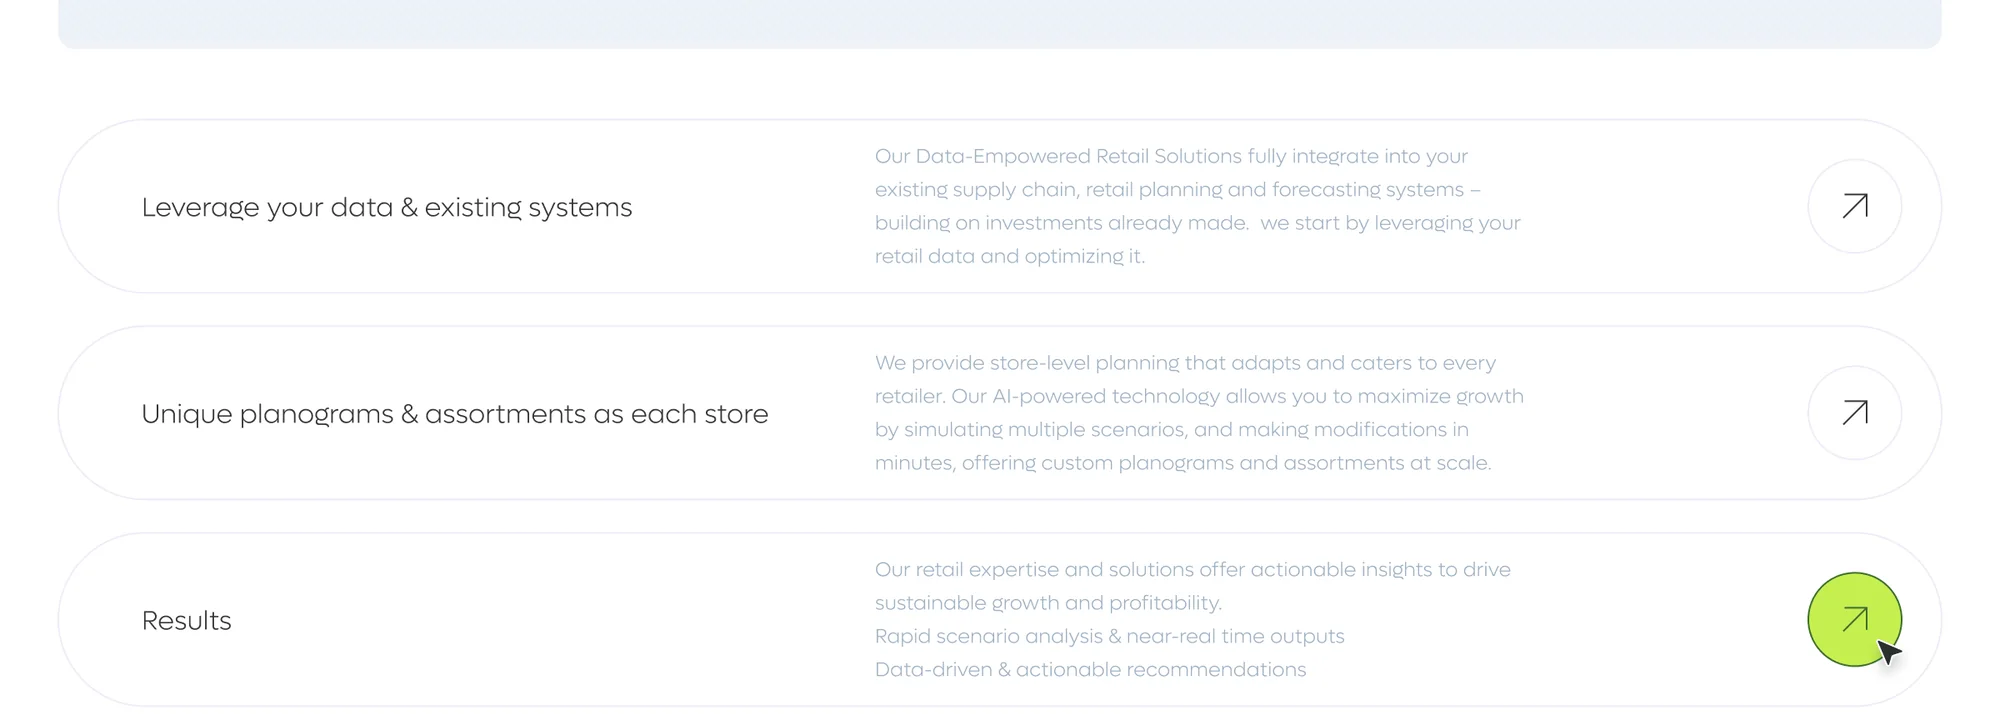 Leverage your data & existing systems
Our Data-Empowered Retail Solutions fully integrate into your
existing supply chain, retail planning and forecasting systems –
building on investments already made.  we start by leveraging your
retail data and optimizing it.
Unique planograms & assortments as each store
We provide store-level planning that adapts and caters to every
retailer. Our AI-powered technology allows you to maximize growth
by simulating multiple scenarios, and making modifications in
minutes, offering custom planograms and assortments at scale.
Results
Our retail expertise and solutions offer actionable insights to drive
sustainable growth and profitability.
Rapid scenario analysis & near-real time outputs
Data-driven & actionable recommendations